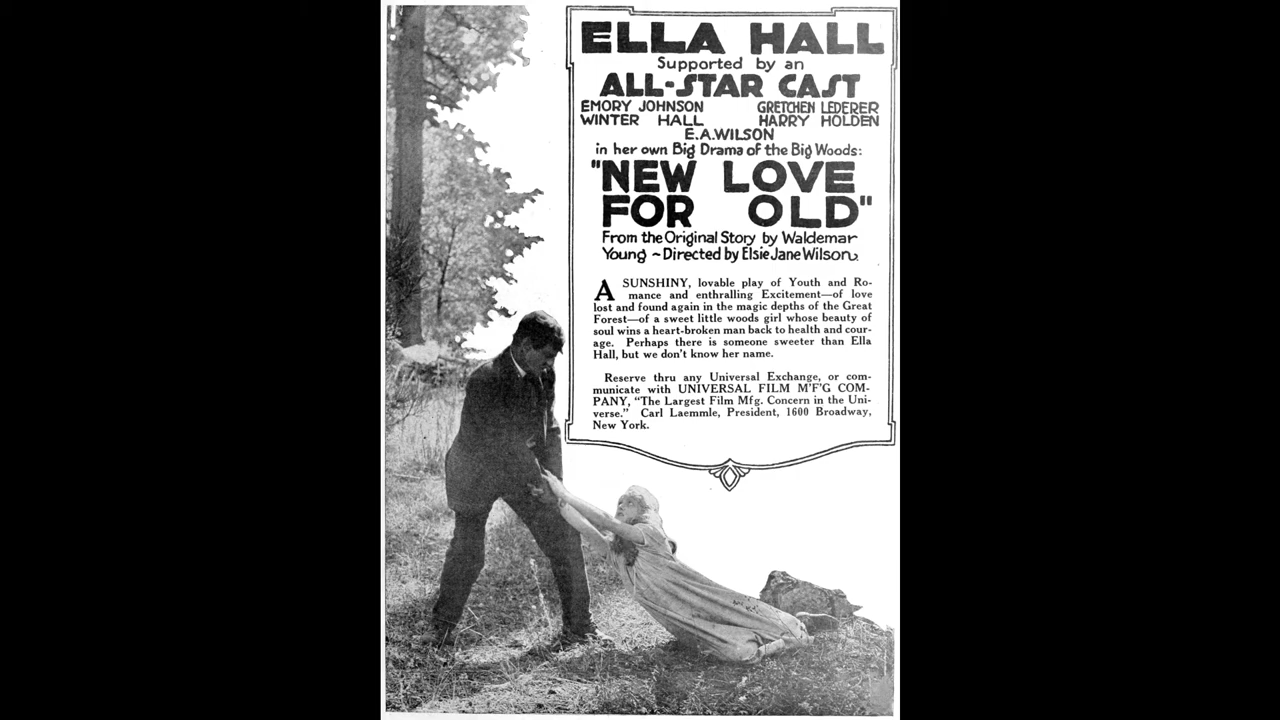 ELLA HALL
Supported by an
ALL-STAR CAST
EMORY JOHNSON GRETCHEN LEDERER
WINTER HALL HARRY HOLDEN
E.A.WILSON
in her own Big Drama of the Big Woods:
"NEW LOVE
FOR OLD"
From the Original Story by Waldemar
Young ~ Directed by Elsie Jane Wilson.
A SUNSHINY, lovable play of Youth and Ro-
mance and enthralling Excitement—of love
lost and found again in the magic depths of the Great
Forest—of a sweet little woods girl whose beauty of
soul wins a heart-broken man back to health and cour-
age. Perhaps there is someone sweeter than Ella
Hall, but we don't know her name.
Reserve thru any Universal Exchange, or com-
municate with UNIVERSAL FILM M'F'G COM-
PANY, "The Largest Film Mfg. Concern in the Uni-
verse." Carl Laemmle, President, 1600 Broadway,
New York.